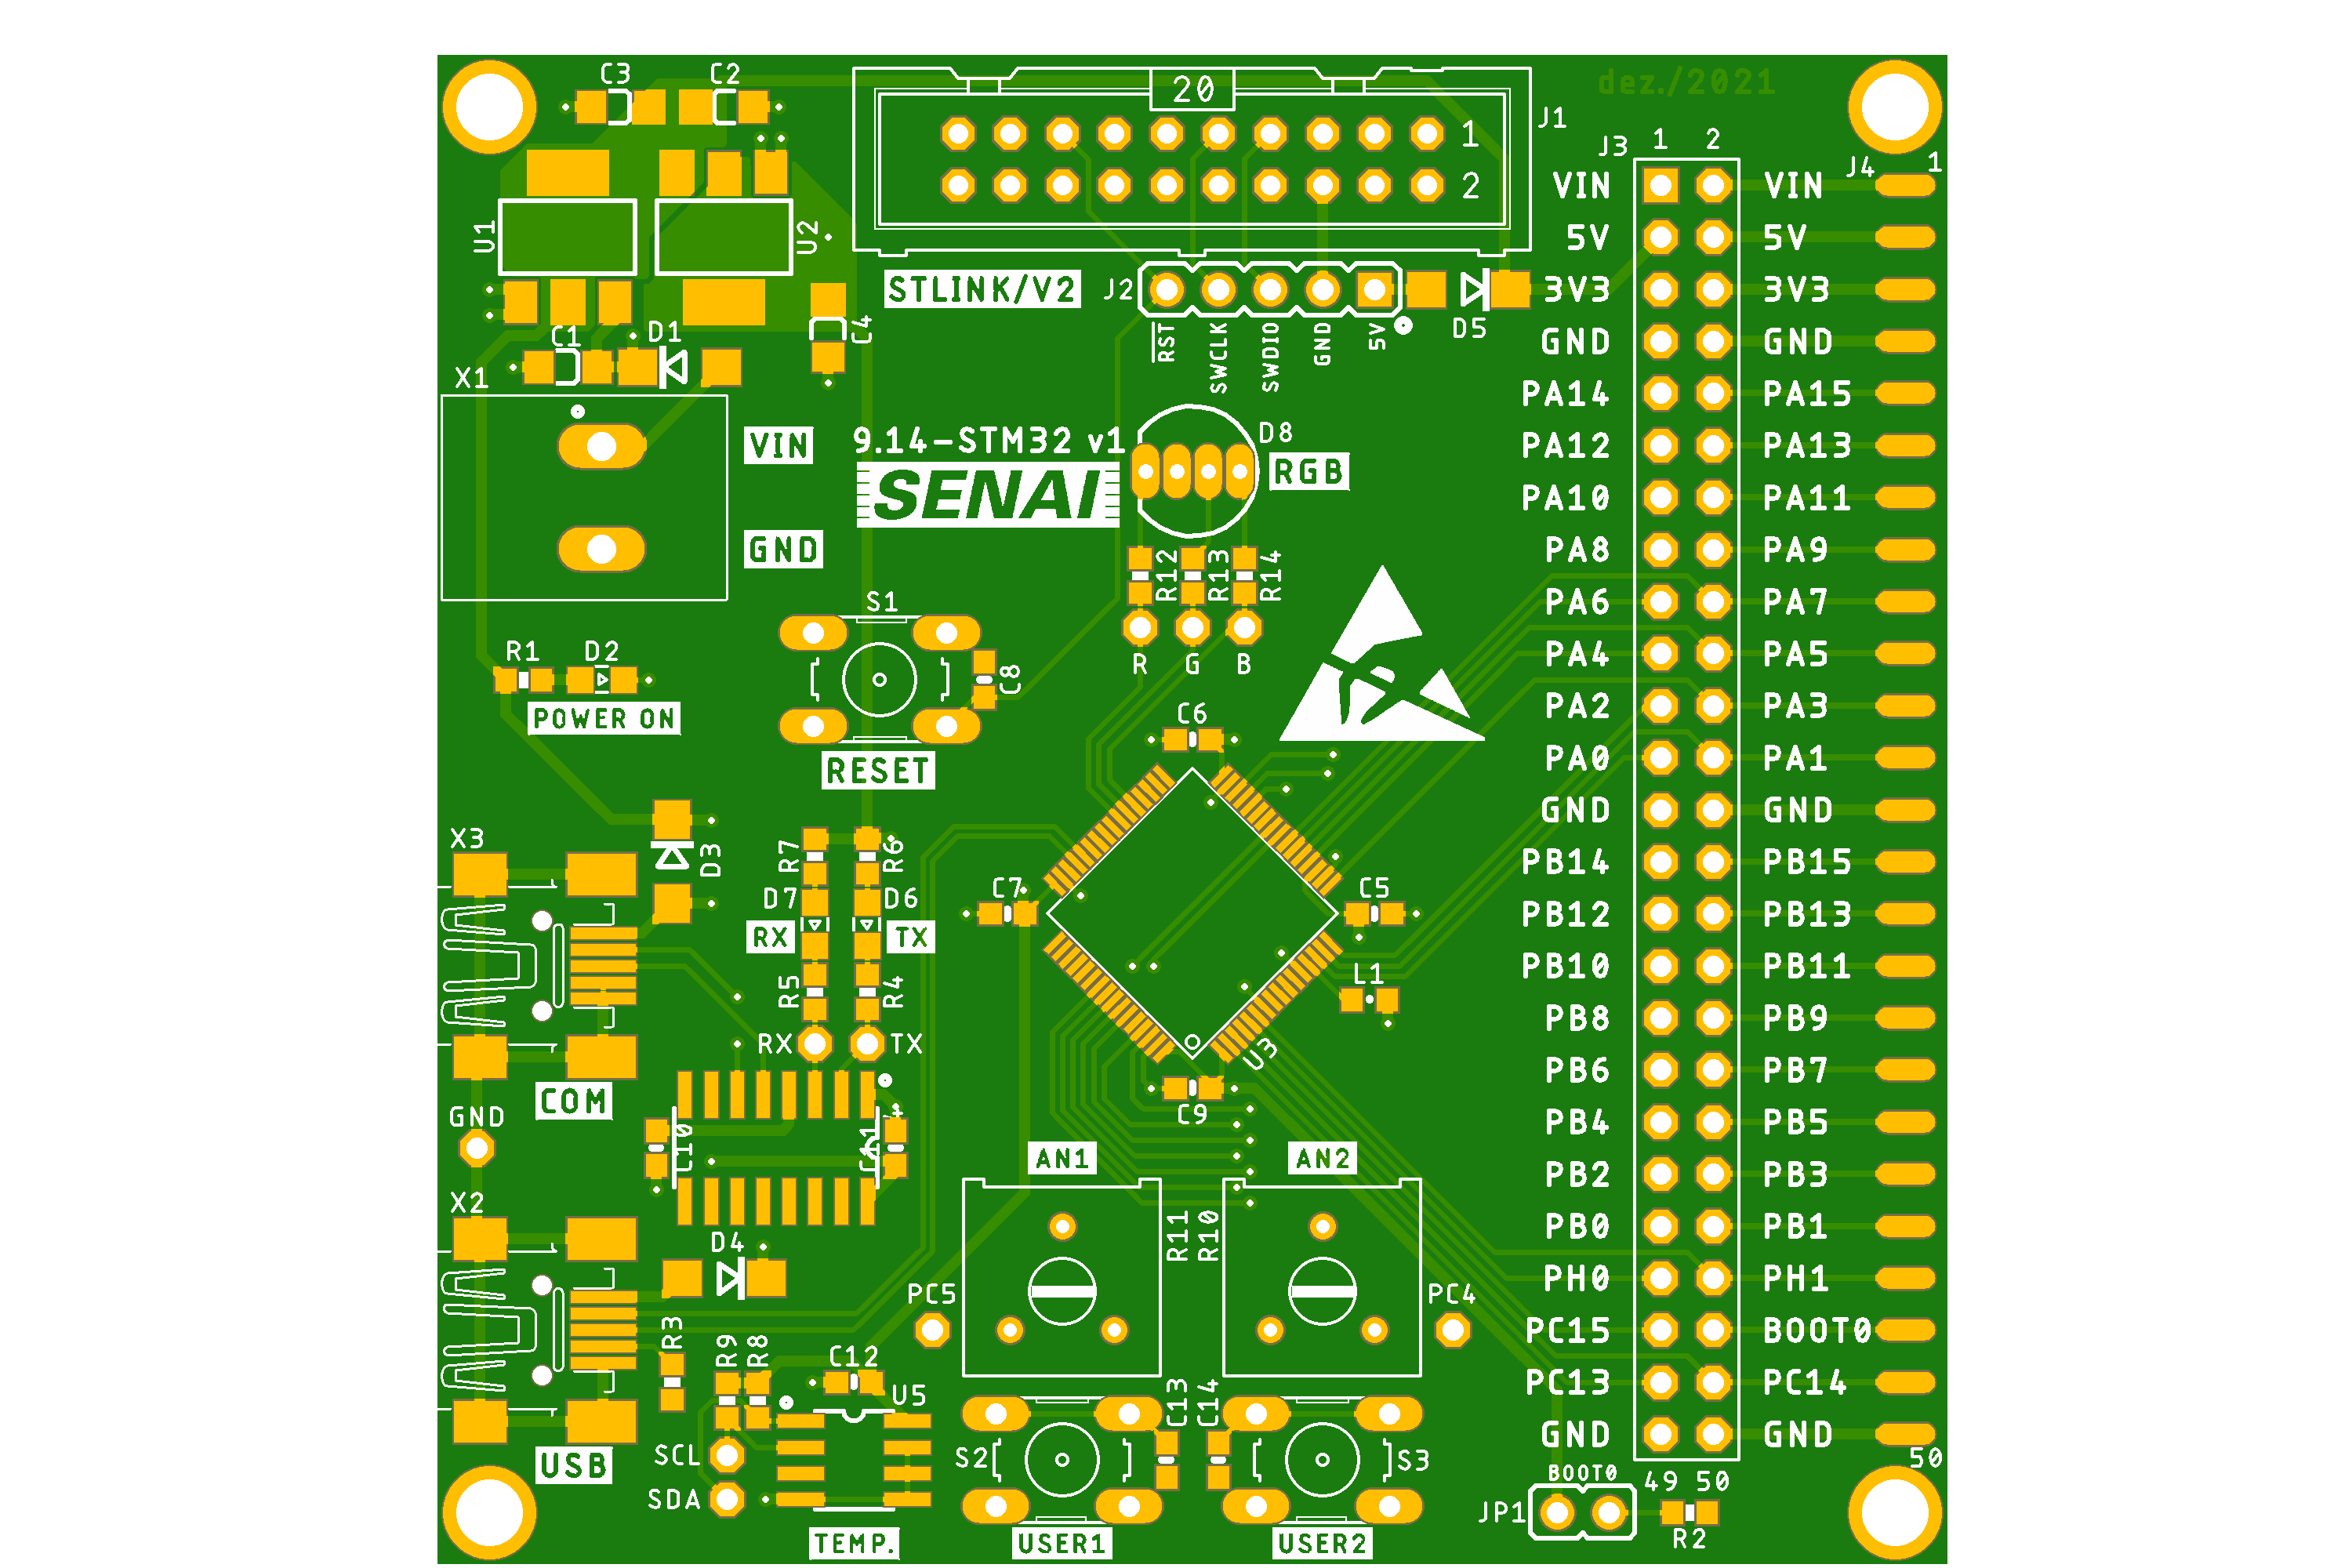 C3
C2
20
dez./2021
J1
1
2
J3
1
2
J4
1
U1
U2
STLINK/V2
J2
RST
SWCLK
SWDIO
GND
5V
D5
C1
D1
C4
X1
VIN
GND
9.14-STM32 v1
SENAI
D8
RGB
R12
R13
R14
R
G
B
S1
C8
RESET
R1
D2
POWER ON
C6
X3
D3
R7
R6
D7
D6
RX
TX
R5
R4
RX
TX
C7
C5
L1
U3
C9
COM
GND
C10
C11
AN1
AN2
X2
D4
R11
R10
PC5
PC4
R3
R9
R8
C12
U5
SCL
SDA
USB
TEMP.
S2
C13
C14
S3
USER1
USER2
VIN VIN
5V 5V
3V3 3V3
GND GND
PA14 PA15
PA12 PA13
PA10 PA11
PA8 PA9
PA6 PA7
PA4 PA5
PA2 PA3
PA0 PA1
GND GND
PB14 PB15
PB12 PB13
PB10 PB11
PB8 PB9
PB6 PB7
PB4 PB5
PB2 PB3
PB0 PB1
PH0 PH1
PC15 BOOT0
PC13 PC14
GND GND
50
BOOT0
49 50
JP1
R2